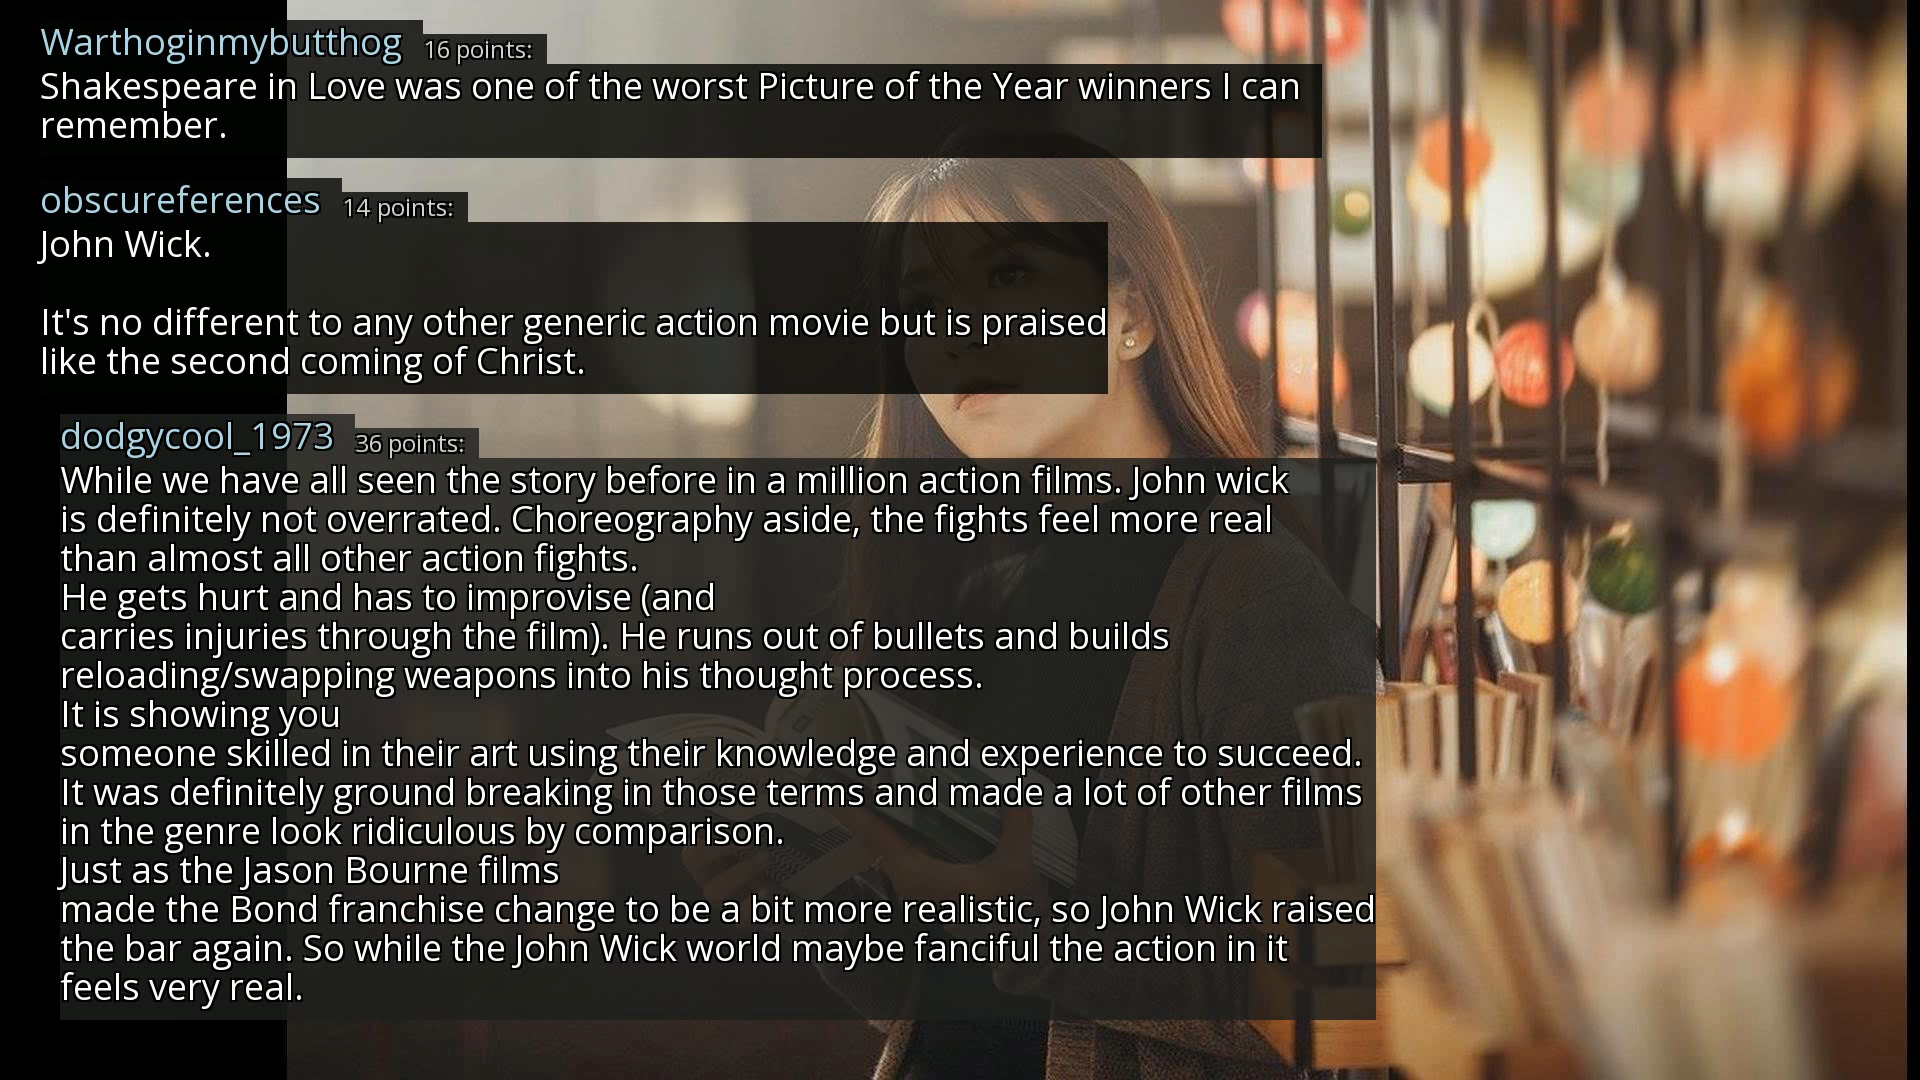 Warthoginmybutthog 16 points:
Shakespeare in Love was one of the worst Picture of the Year winners I can
remember.
obscureferences 14 points:
John Wick.
It's no different to any other generic action movie but is praised
like the second coming of Christ.
dodgycool_1973 36 points:
While we have all seen the story before in a million action films. John wick
is definitely not overrated. Choreography aside, the fights feel more real
than almost all other action fights.
He gets hurt and has to improvise (and
carries injuries through the film). He runs out of bullets and builds
reloading/swapping weapons into his thought process.
It is showing you
someone skilled in their art using their knowledge and experience to succeed.
It was definitely ground breaking in those terms and made a lot of other films
in the genre look ridiculous by comparison.
Just as the Jason Bourne films
made the Bond franchise change to be a bit more realistic, so John Wick raised
the bar again. So while the John Wick world maybe fanciful the action in it
feels very real.